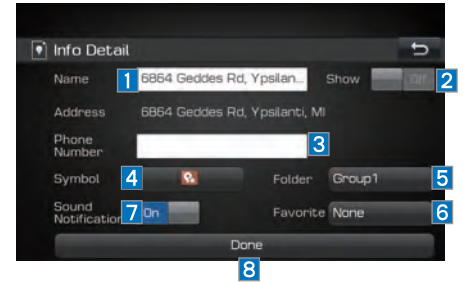 Info Detail
Name 1 6864 Geddes Rd, Ypsilan... Show Off 2
Address 6864 Geddes Rd, Ypsilanti, MI
Phone
Number 3
Symbol 4 Folder Group1 5
Sound
Notification 7 On Favorite None 6
Done
8